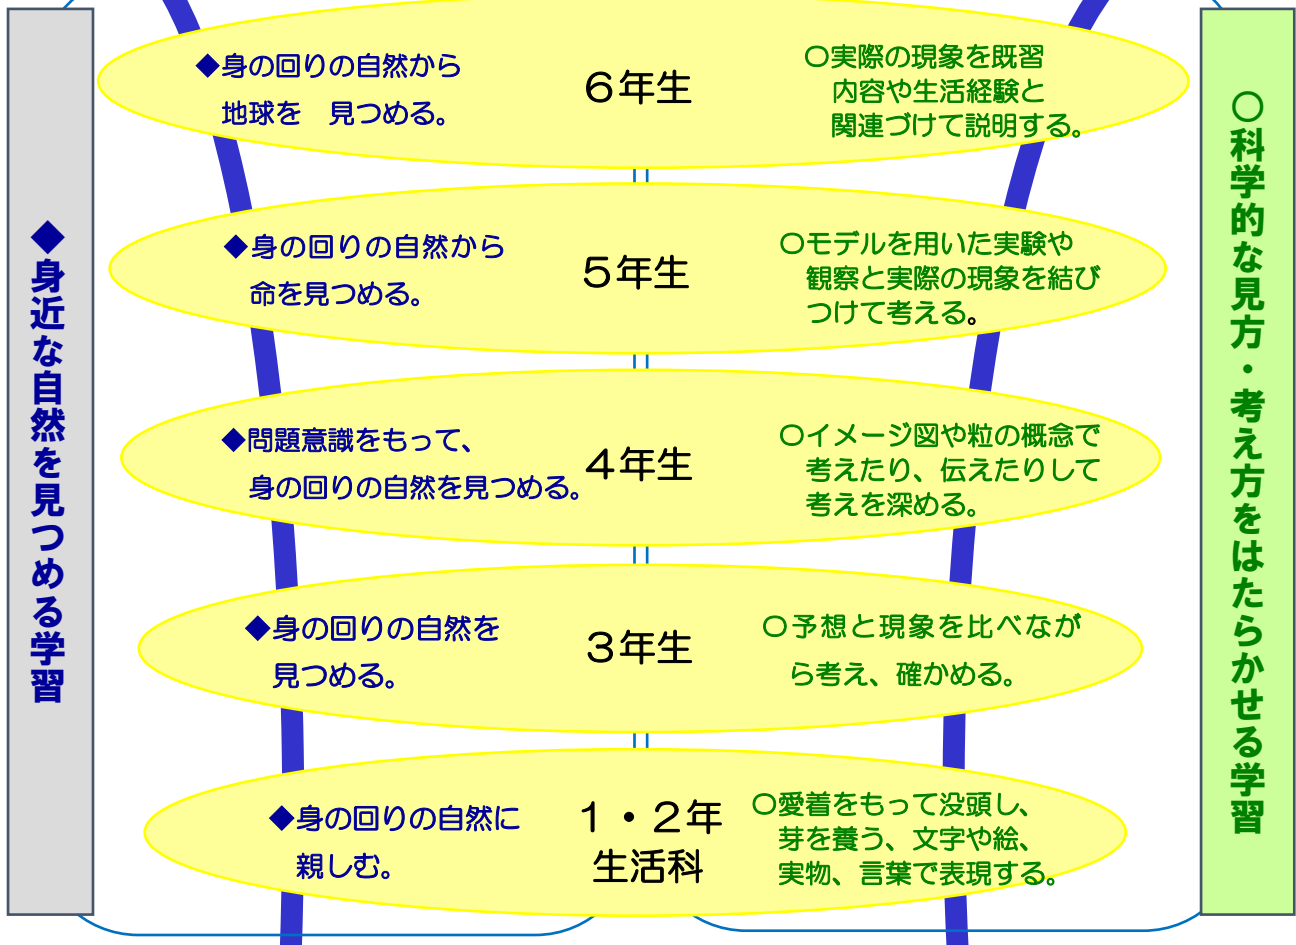 ◆身近な自然を見つめる学習
◆身の回りの自然から
地球を　見つめる。
6年生
○実際の現象を既習
内容や生活経験と
関連づけて説明する。
◆身の回りの自然から
命を見つめる。
5年生
○モデルを用いた実験や
観察と実際の現象を結び
つけて考える。
◆問題意識をもって、
身の回りの自然を見つめる。
4年生
○イメージ図や粒の概念で
考えたり、伝えたりして
考えを深める。
◆身の回りの自然を
見つめる。
3年生
○予想と現象を比べなが
ら考え、確かめる。
◆身の回りの自然に
親しむ。
1・2年
生活科
○愛着をもって没頭し、
芽を養う、文字や絵、
実物、言葉で表現する。
○科学的な見方・考え方をはたらかせる学習